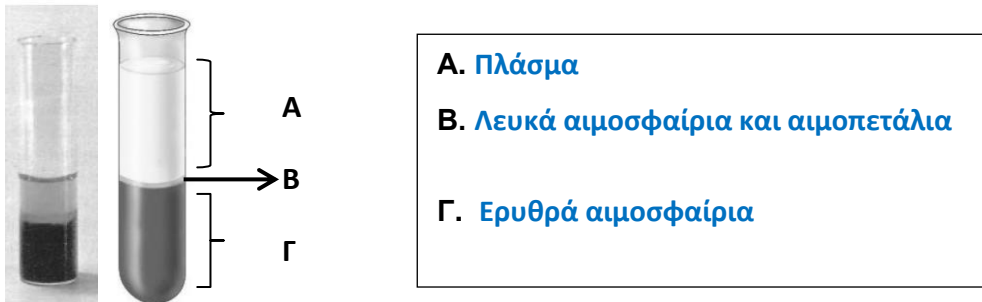 Α
Β
Γ
Α. Πλάσμα
Β. Λευκά αιμοσφαίρια και αιμοπετάλια
Γ. Ερυθρά αιμοσφαίρια